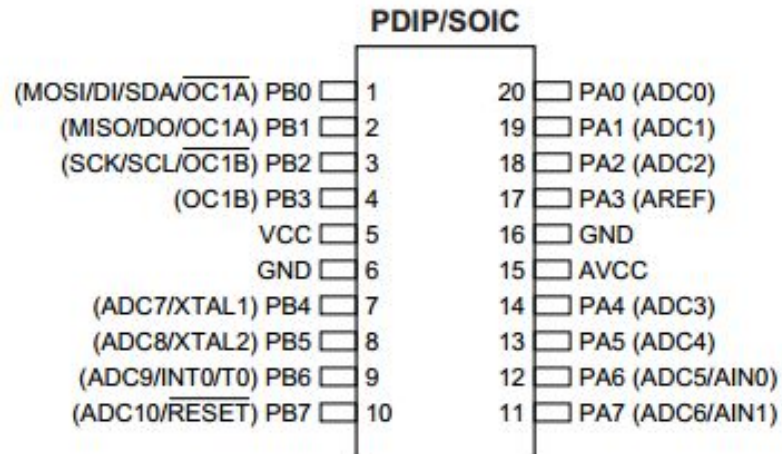 PDIP/SOIC
(MOSI/DI/SDA/O̅C̅1̅A̅) PB0 1 20 PA0 (ADC0)
(MISO/DO/OC1A) PB1 2 19 PA1 (ADC1)
(SCK/SCL/O̅C̅1̅B̅) PB2 3 18 PA2 (ADC2)
(OC1B) PB3 4 17 PA3 (AREF)
VCC 5 16 GND
GND 6 15 AVCC
(ADC7/XTAL1) PB4 7 14 PA4 (ADC3)
(ADC8/XTAL2) PB5 8 13 PA5 (ADC4)
(ADC9/INT0/T0) PB6 9 12 PA6 (ADC5/AIN0)
(ADC10/R̅E̅S̅E̅T̅) PB7 10 11 PA7 (ADC6/AIN1)